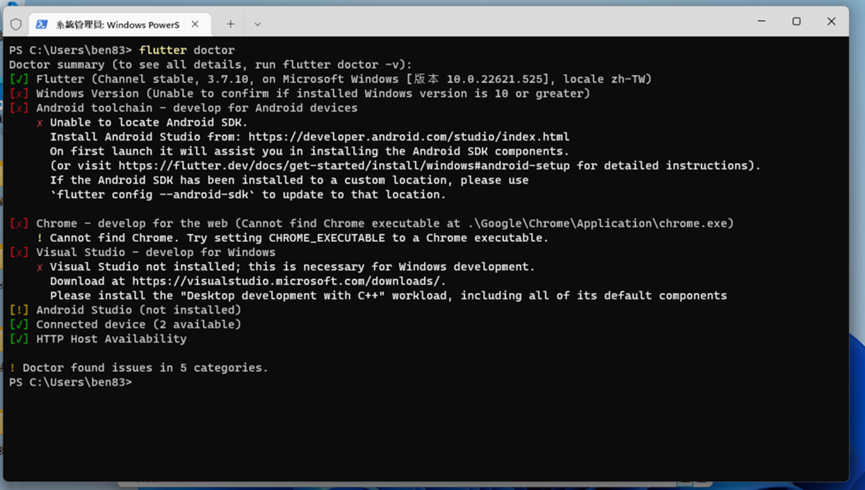 系統管理員: Windows PowerS
PS C:\Users\ben83> flutter doctor
Doctor summary (to see all details, run flutter doctor -v):
[√] Flutter (Channel stable, 3.7.10, on Microsoft Windows [版本 10.0.22621.525], locale zh-TW)
[x] Windows Version (Unable to confirm if installed Windows version is 10 or greater)
[x] Android toolchain - develop for Android devices
x Unable to locate Android SDK.
Install Android Studio from: https://developer.android.com/studio/index.html
On first launch it will assist you in installing the Android SDK components.
(or visit https://flutter.dev/docs/get-started/install/windows#android-setup for detailed instructions).
If the Android SDK has been installed to a custom location, please use
`flutter config --android-sdk` to update to that location.
[x] Chrome - develop for the web (Cannot find Chrome executable at .\Google\Chrome\Application\chrome.exe)
! Cannot find Chrome. Try setting CHROME_EXECUTABLE to a Chrome executable.
[x] Visual Studio - develop for Windows
x Visual Studio not installed; this is necessary for Windows development.
Download at https://visualstudio.microsoft.com/downloads/.
Please install the "Desktop development with C++" workload, including all of its default components
[!] Android Studio (not installed)
[√] Connected device (2 available)
[√] HTTP Host Availability
! Doctor found issues in 5 categories.
PS C:\Users\ben83>